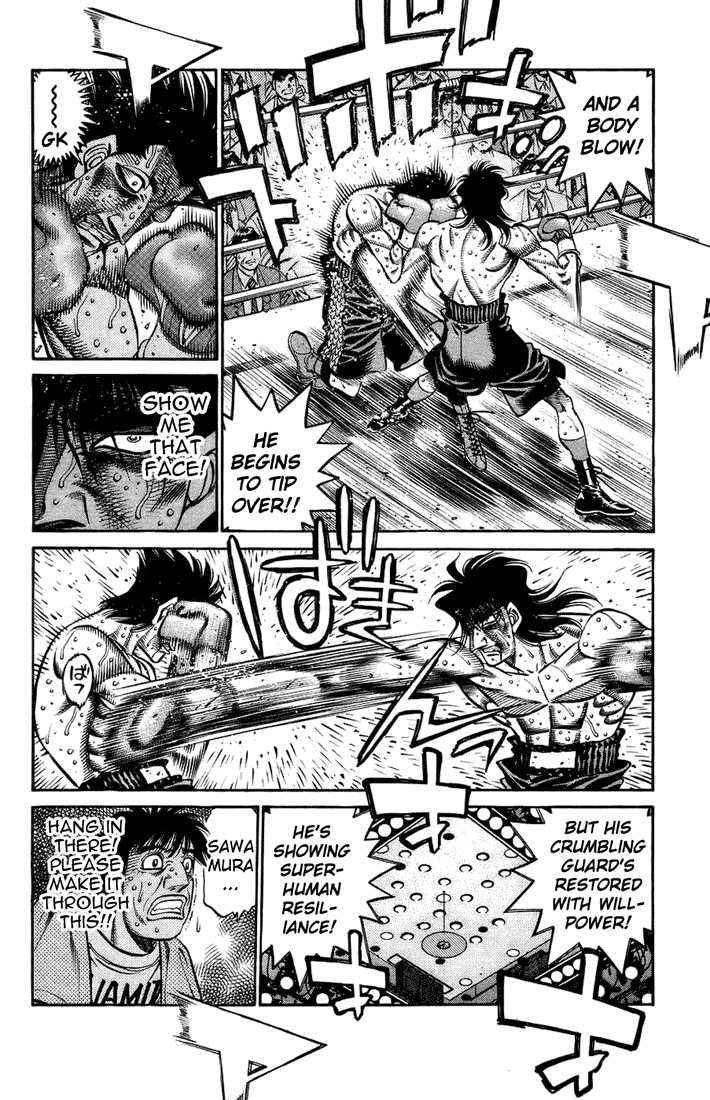 AND A
BODY
BLOW!
~
GK
HE
BEGINS
TO TIP
OVER!!
SHOW
ME
THAT
FACE!
ばきっ
ばっ
BUT HIS
CRUMBLING
GUARD'S
RESTORED
WITH WILL-
POWER!
HE'S
SHOWING
SUPER-
HUMAN
RESIL-
IANCE!
SAWA
MURA
...
HANG IN
THERE!
PLEASE
MAKE IT
THROUGH
THIS!!
JAMI